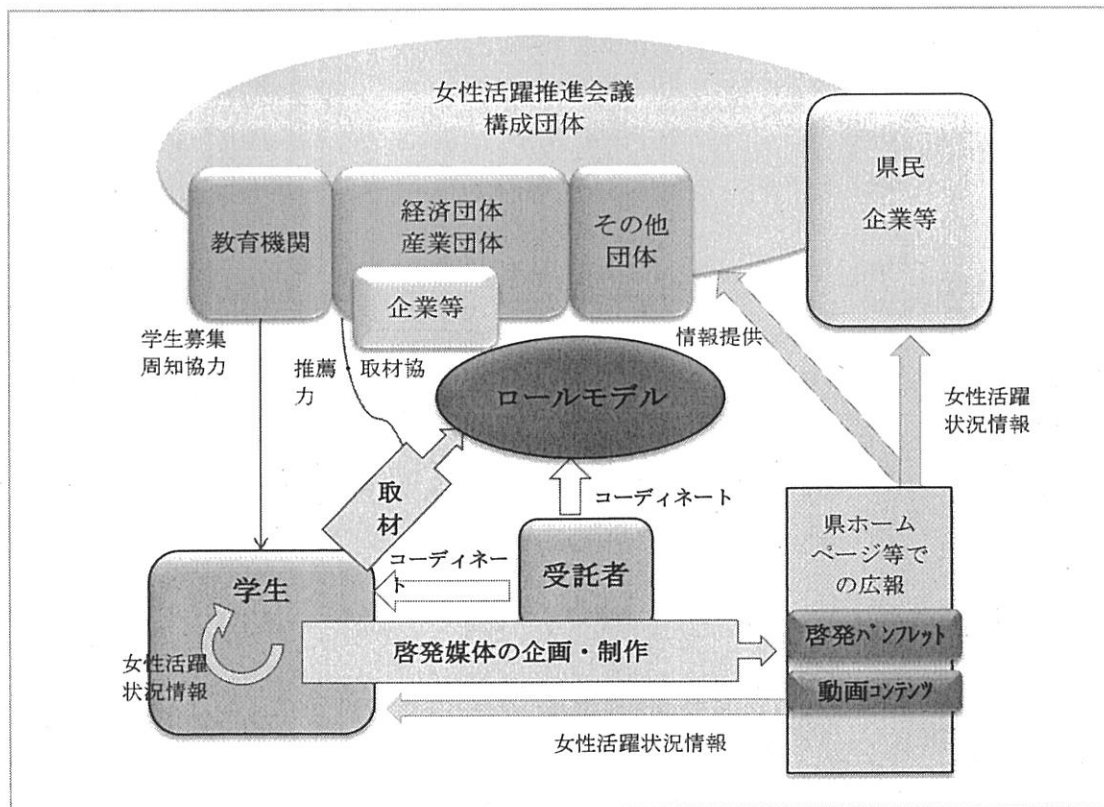 女性活躍推進会議
構成団体
県民
企業等
教育機関
経済団体
産業団体
その他
団体
企業等
学生募集
周知協力
推薦・取材協
力
情報提供
ロールモデル
女性活躍
状況情報
取
材
コーディネート
県ホーム
ページ等で
の広報
コーディネー
ト
受託者
学生
啓発パンフレット
啓発媒体の企画・制作
女性活躍
状況情報
動画コンテンツ
女性活躍状況情報